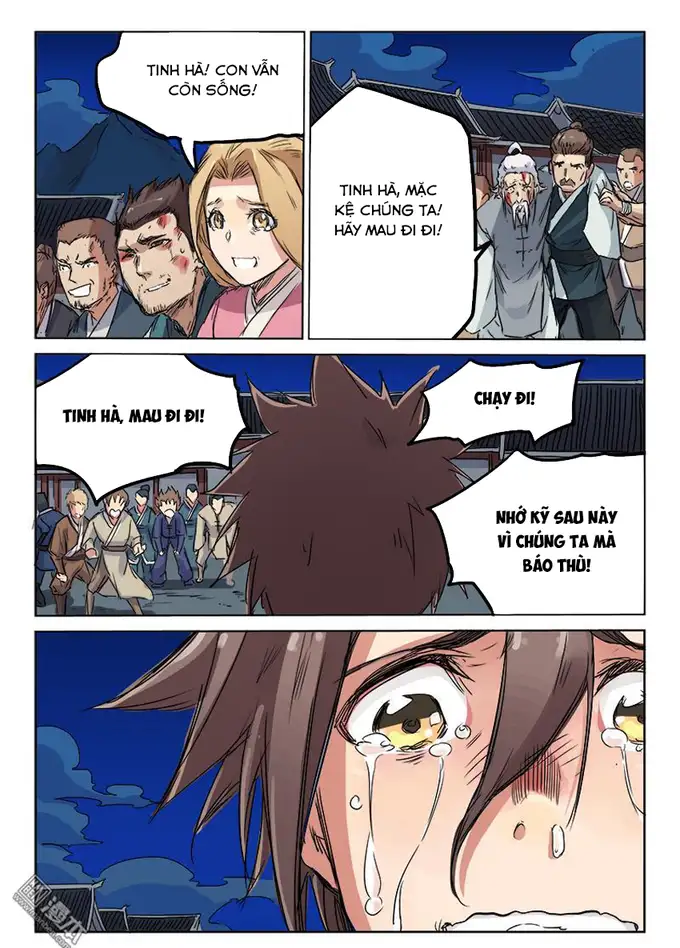 TINH HÀ! CON VẪN
CÒN SỐNG!
TINH HÀ, MẶC
KỆ CHÚNG TA!
HÃY MAU ĐI ĐI!
TINH HÀ, MAU ĐI ĐI!
CHẠY ĐI!
NHỚ KỸ SAU NÀY
VÌ CHÚNG TA MÀ
BÁO THÙ!